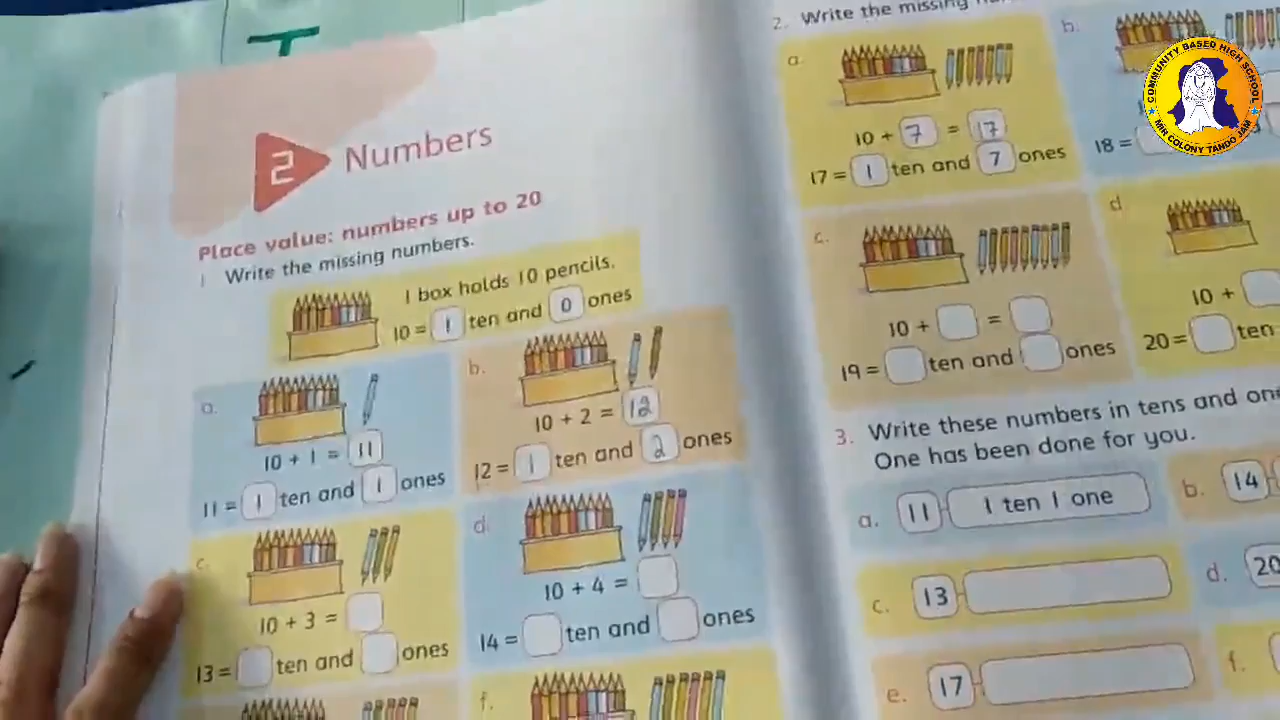 2 Numbers
Place value: numbers up to 20
1 Write the missing numbers.
1 box holds 10 pencils.
10 = 1 ten and 0 ones
a.
10 + 1 = 11
11 = 1 ten and 1 ones
b.
10 + 2 = 12
12 = 1 ten and 2 ones
c.
10 + 3 =
13 = ten and ones
d.
10 + 4 =
14 = ten and ones
f.
2. Write the missing
a.
10 + 7 = 17
17 = 1 ten and 7 ones
b.
18 =
c.
10 + =
19 = ten and ones
d
10 +
20 = ten
3. Write these numbers in tens and
One has been done for you.
a. 11 1 ten 1 one
b. 14
c. 13
d. 20
e. 17
f.
COMMUNITY BASED HIGH SCHOOL
MIR COLONY TANDO JAM